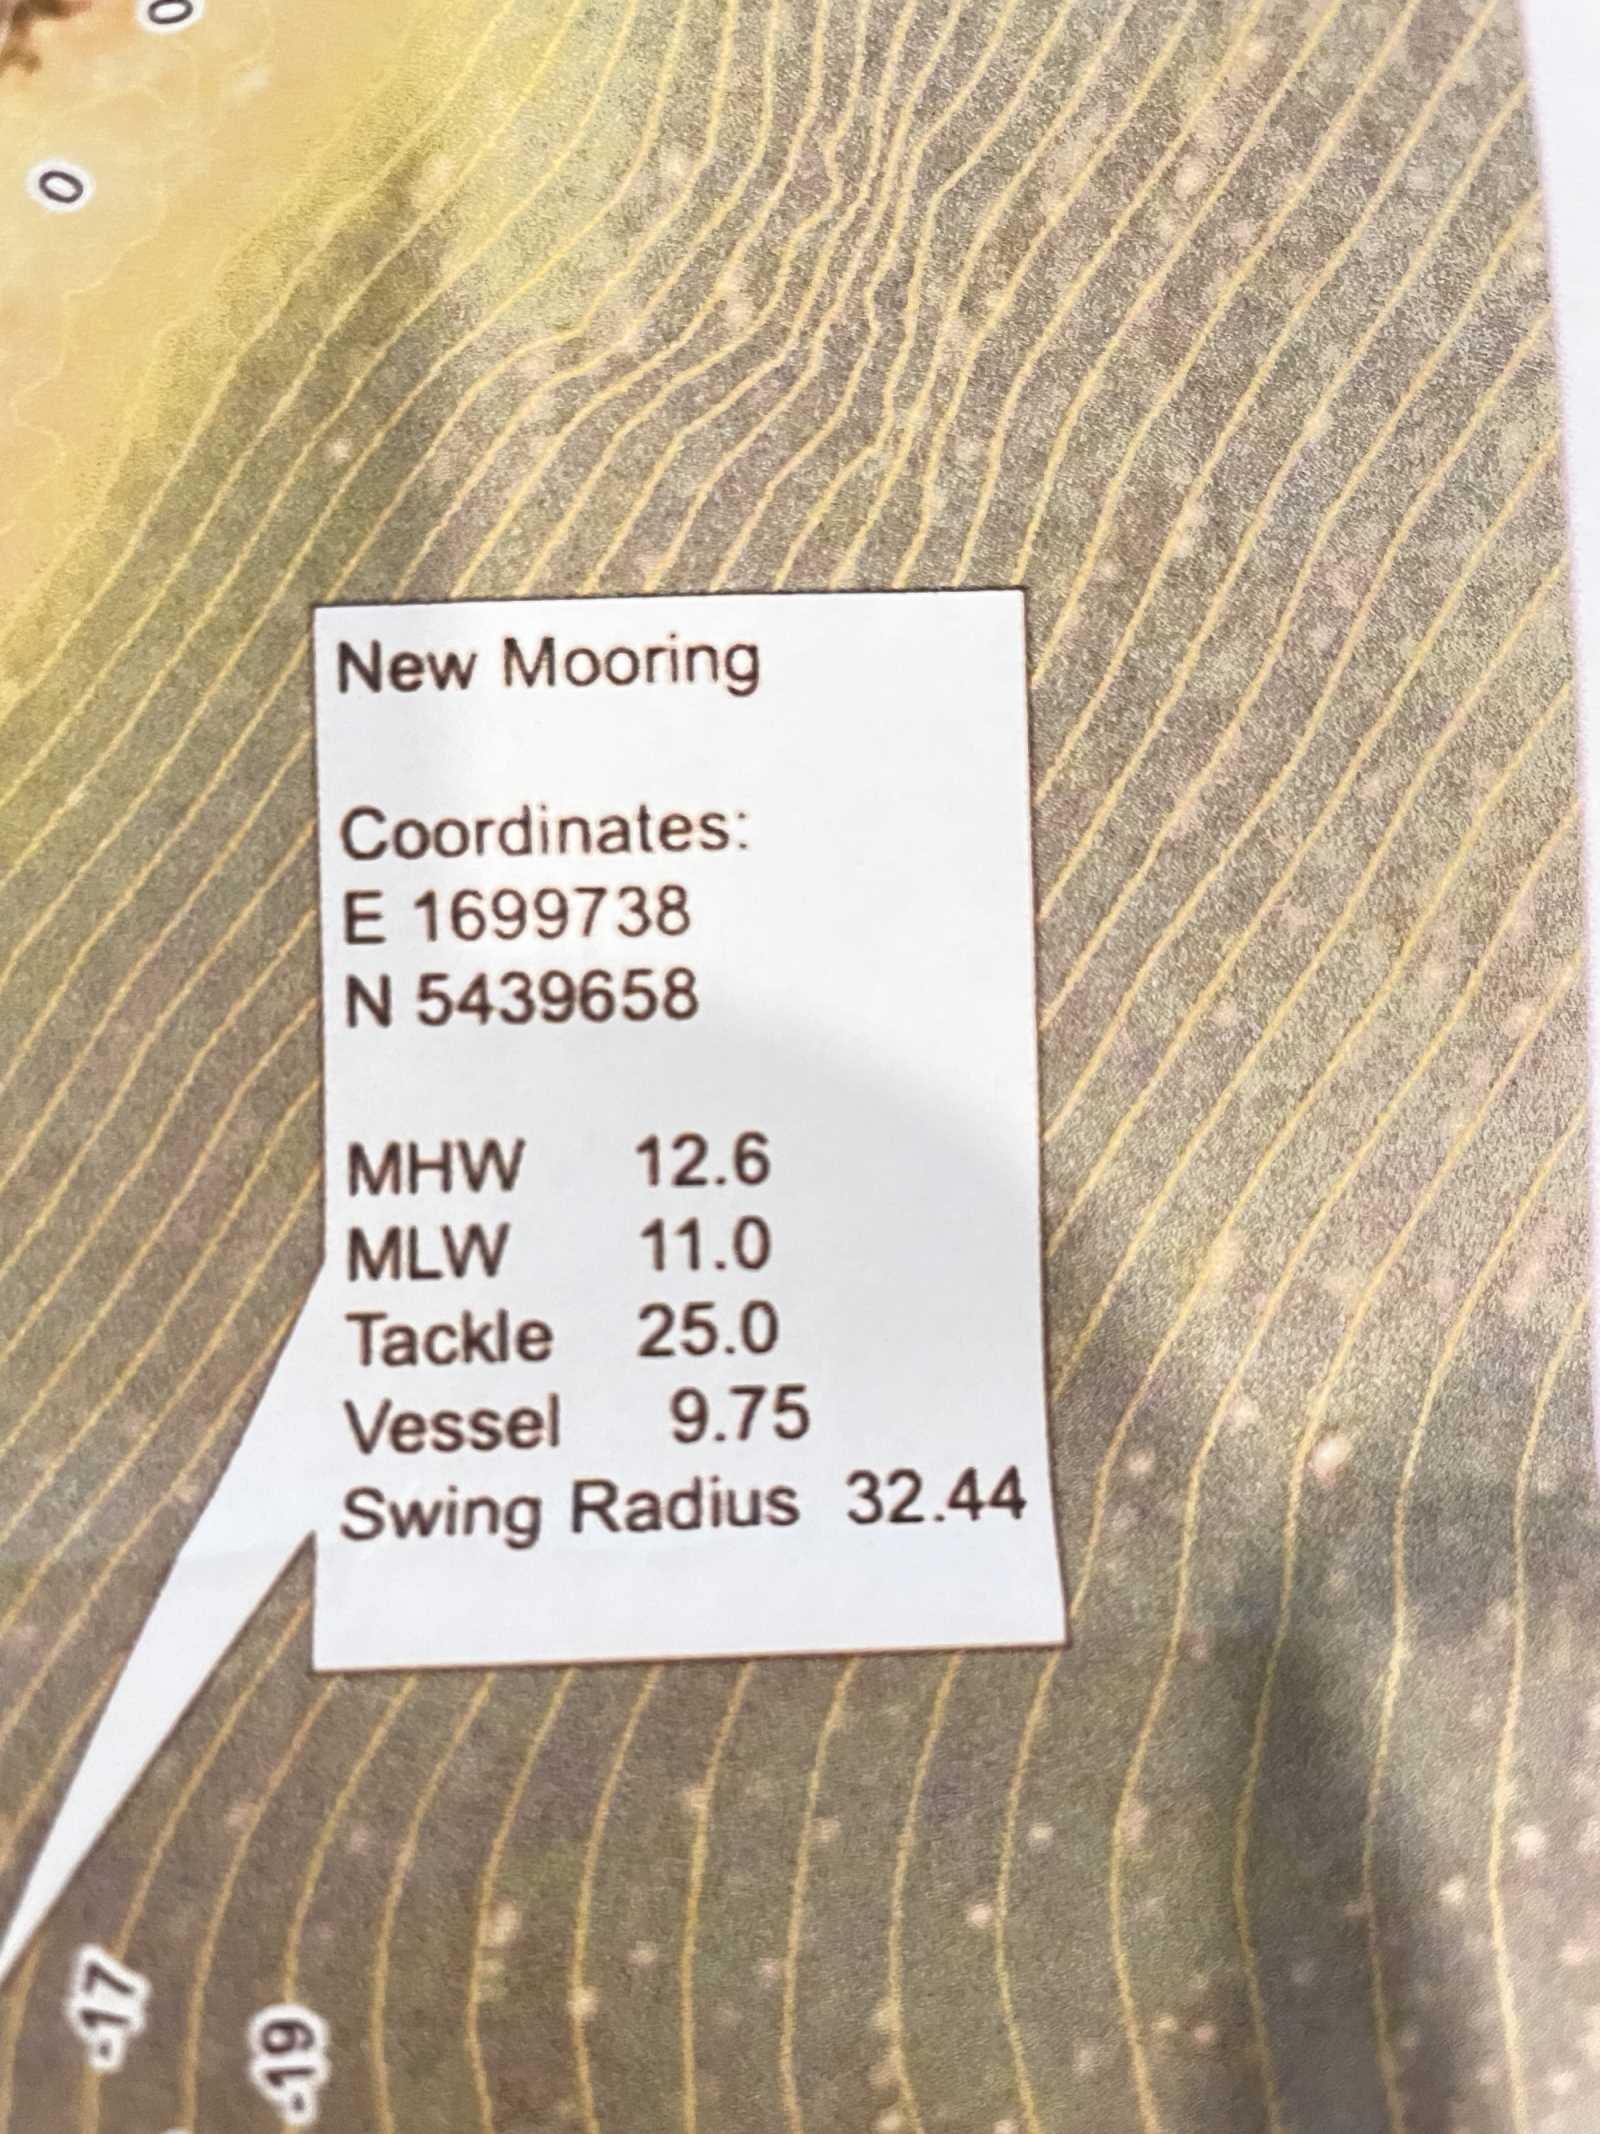 0
0
New Mooring
Coordinates:
E 1699738
N 5439658
MHW 12.6
MLW 11.0
Tackle 25.0
Vessel 9.75
Swing Radius 32.44
-17
-19